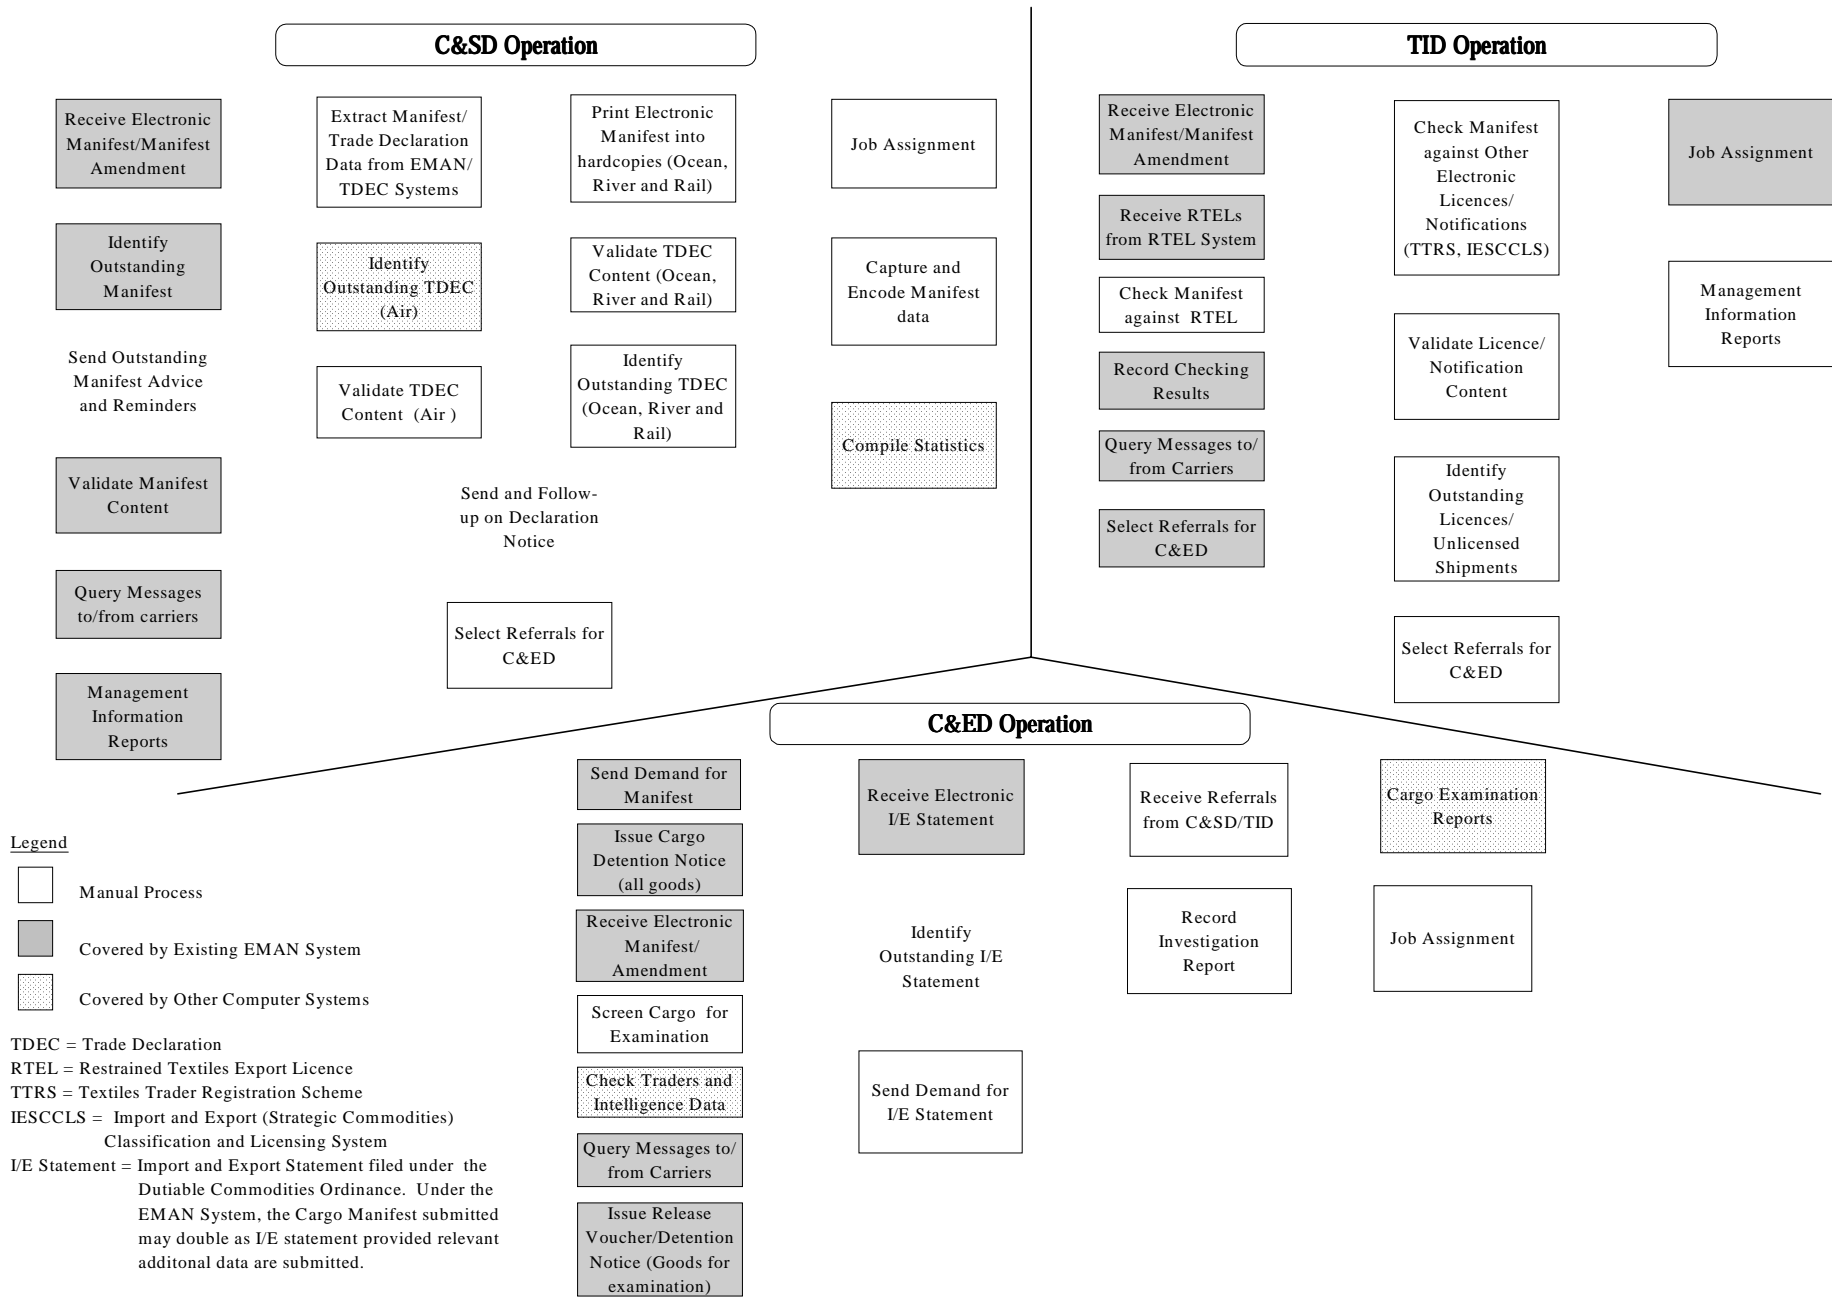 C&SD Operation
Receive Electronic
Manifest/Manifest
Amendment
Identify
Outstanding
Manifest
Send Outstanding
Manifest Advice
and Reminders
Validate Manifest
Content
Query Messages
to/from carriers
Management
Information
Reports
Extract Manifest/
Trade Declaration
Data from EMAN/
TDEC Systems
Identify
Outstanding TDEC
(Air)
Validate TDEC
Content (Air )
Print Electronic
Manifest into
hardcopies (Ocean,
River and Rail)
Validate TDEC
Content (Ocean,
River and Rail)
Identify
Outstanding TDEC
(Ocean, River and
Rail)
Send and Follow-
up on Declaration
Notice
Select Referrals for
C&ED
Job Assignment
Capture and
Encode Manifest
data
Compile Statistics
TID Operation
Receive Electronic
Manifest/Manifest
Amendment
Receive RTELs
from RTEL System
Check Manifest
against RTEL
Record Checking
Results
Query Messages to/
from Carriers
Select Referrals for
C&ED
Check Manifest
against Other
Electronic
Licences/
Notifications
(TTRS, IESCCLS)
Validate Licence/
Notification
Content
Identify
Outstanding
Licences/
Unlicensed
Shipments
Select Referrals for
C&ED
Job Assignment
Management
Information
Reports
C&ED Operation
Send Demand for
Manifest
Issue Cargo
Detention Notice
(all goods)
Receive Electronic
Manifest/
Amendment
Screen Cargo for
Examination
Check Traders and
Intelligence Data
Query Messages to/
from Carriers
Issue Release
Voucher/Detention
Notice (Goods for
examination)
Receive Electronic
I/E Statement
Identify
Outstanding I/E
Statement
Send Demand for
I/E Statement
Receive Referrals
from C&SD/TID
Record
Investigation
Report
Cargo Examination
Reports
Job Assignment
Legend
Manual Process
Covered by Existing EMAN System
Covered by Other Computer Systems
TDEC = Trade Declaration
RTEL = Restrained Textiles Export Licence
TTRS = Textiles Trader Registration Scheme
IESCCLS = Import and Export (Strategic Commodities)
Classification and Licensing System
I/E Statement = Import and Export Statement filed under the
Dutiable Commodities Ordinance. Under the
EMAN System, the Cargo Manifest submitted
may double as I/E statement provided relevant
additonal data are submitted.